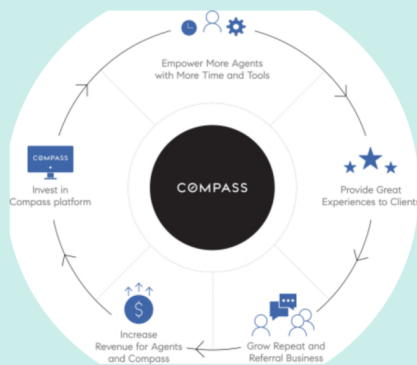 Empower More Agents
with More Time and Tools
COMPASS
Invest in
Compass platform
COMPASS
Provide Great
Experiences to Clients
$
Increase
Revenue for Agents
and Compass
Grow Repeat and
Referral Business